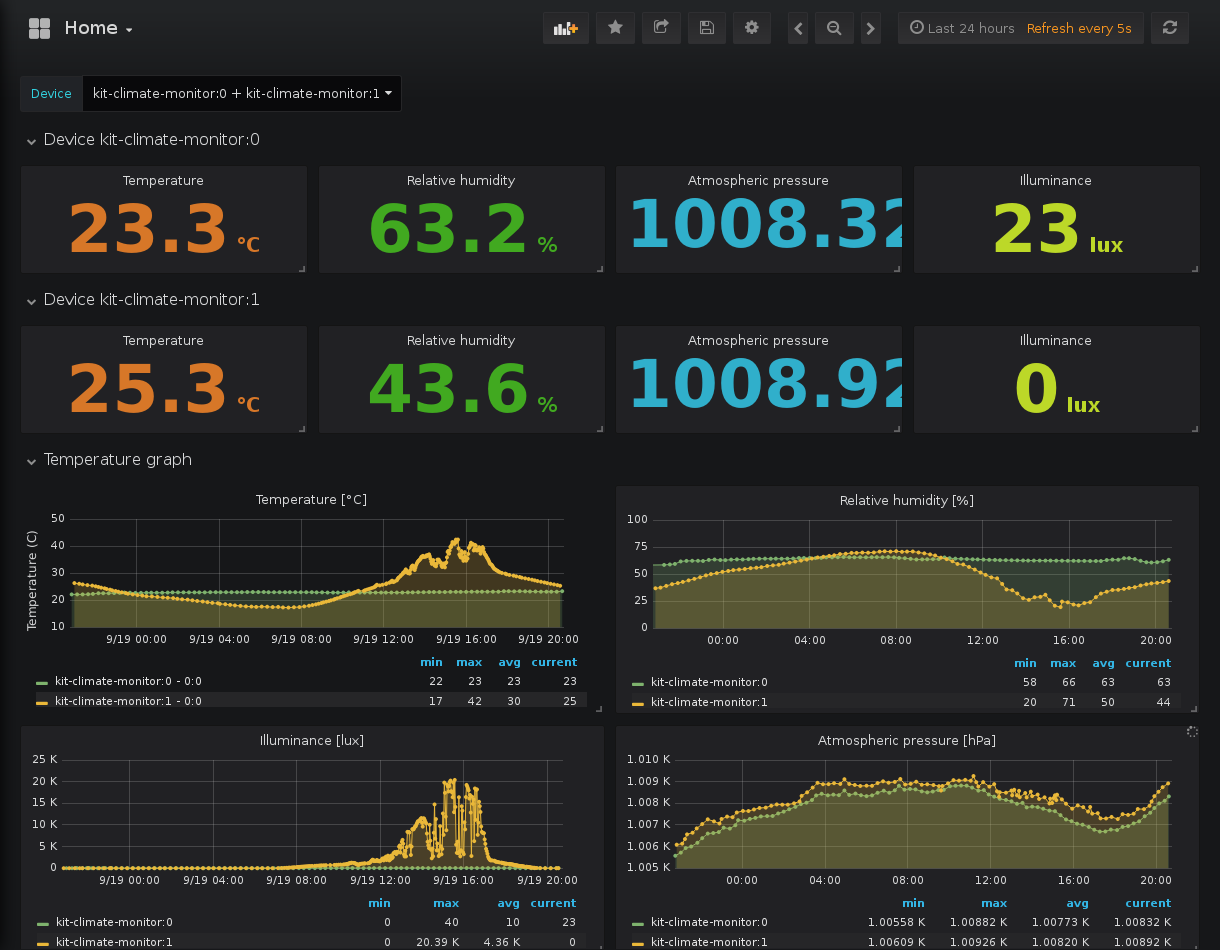 Home
Last 24 hours Refresh every 5s
Device kit-climate-monitor:0 + kit-climate-monitor:1
Device kit-climate-monitor:0
Temperature Relative humidity Atmospheric pressure Illuminance
23.3 °C 63.2 % 1008.32 23 lux
Device kit-climate-monitor:1
Temperature Relative humidity Atmospheric pressure Illuminance
25.3 °C 43.6 % 1008.92 0 lux
Temperature graph
Temperature [°C]
Temperature (C)
50
40
30
20
10
9/19 00:00 9/19 04:00 9/19 08:00 9/19 12:00 9/19 16:00 9/19 20:00
min max avg current
kit-climate-monitor:0 - 0:0 22 23 23 23
kit-climate-monitor:1 - 0:0 17 42 30 25
Relative humidity [%]
100
75
50
25
0
00:00 04:00 08:00 12:00 16:00 20:00
min max avg current
kit-climate-monitor:0 58 66 63 63
kit-climate-monitor:1 20 71 50 44
Illuminance [lux]
25 K
20 K
15 K
10 K
5 K
0
9/19 00:00 9/19 04:00 9/19 08:00 9/19 12:00 9/19 16:00 9/19 20:00
min max avg current
kit-climate-monitor:0 0 40 10 23
kit-climate-monitor:1 0 20.39 K 4.36 K 0
Atmospheric pressure [hPa]
1.010 K
1.009 K
1.008 K
1.007 K
1.006 K
1.005 K
00:00 04:00 08:00 12:00 16:00 20:00
min max avg current
kit-climate-monitor:0 1.00558 K 1.00882 K 1.00773 K 1.00832 K
kit-climate-monitor:1 1.00609 K 1.00926 K 1.00820 K 1.00892 K